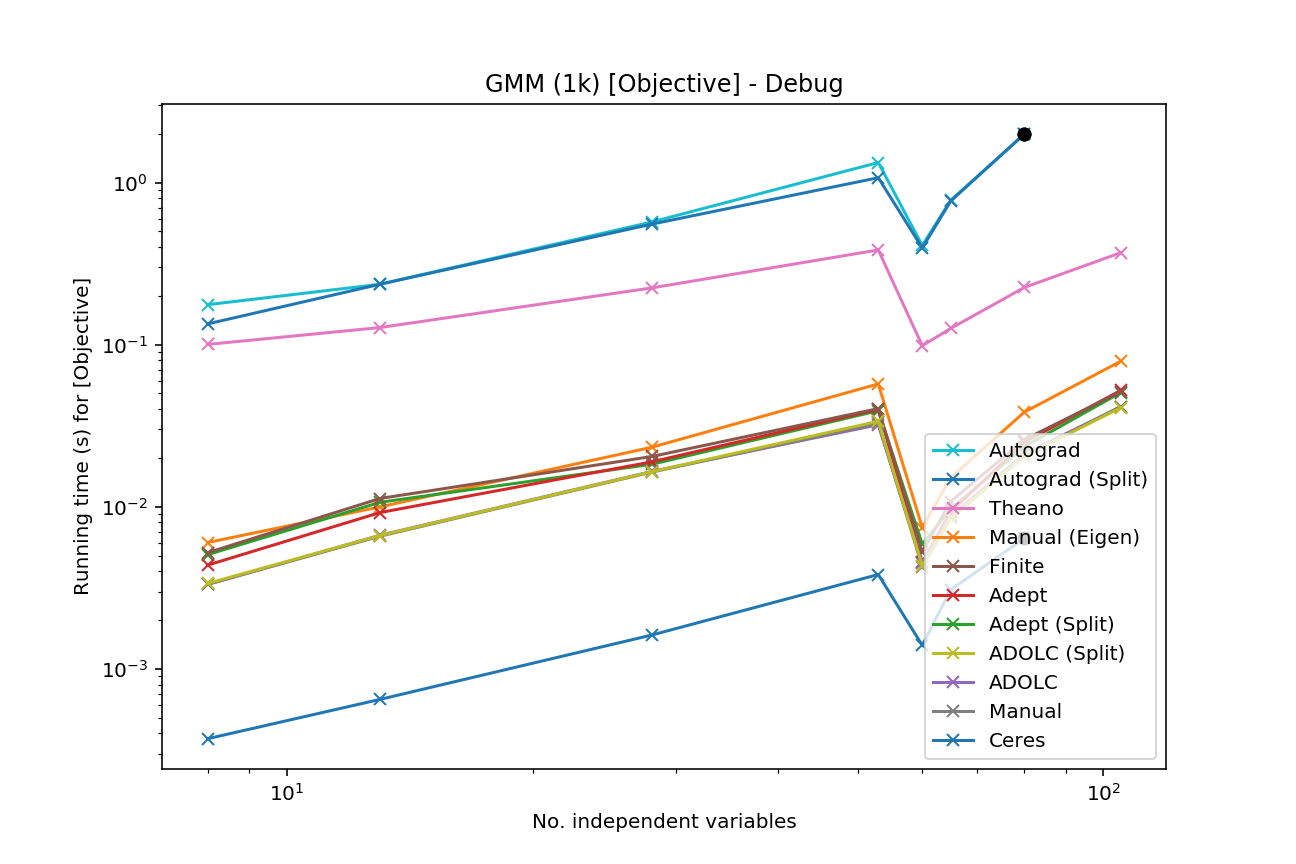 GMM (1k) [Objective] - Debug
Running time (s) for [Objective]
10⁰
10⁻¹
10⁻²
10⁻³
Autograd
Autograd (Split)
Theano
Manual (Eigen)
Finite
Adept
Adept (Split)
ADOLC (Split)
ADOLC
Manual
Ceres
10¹
10²
No. independent variables